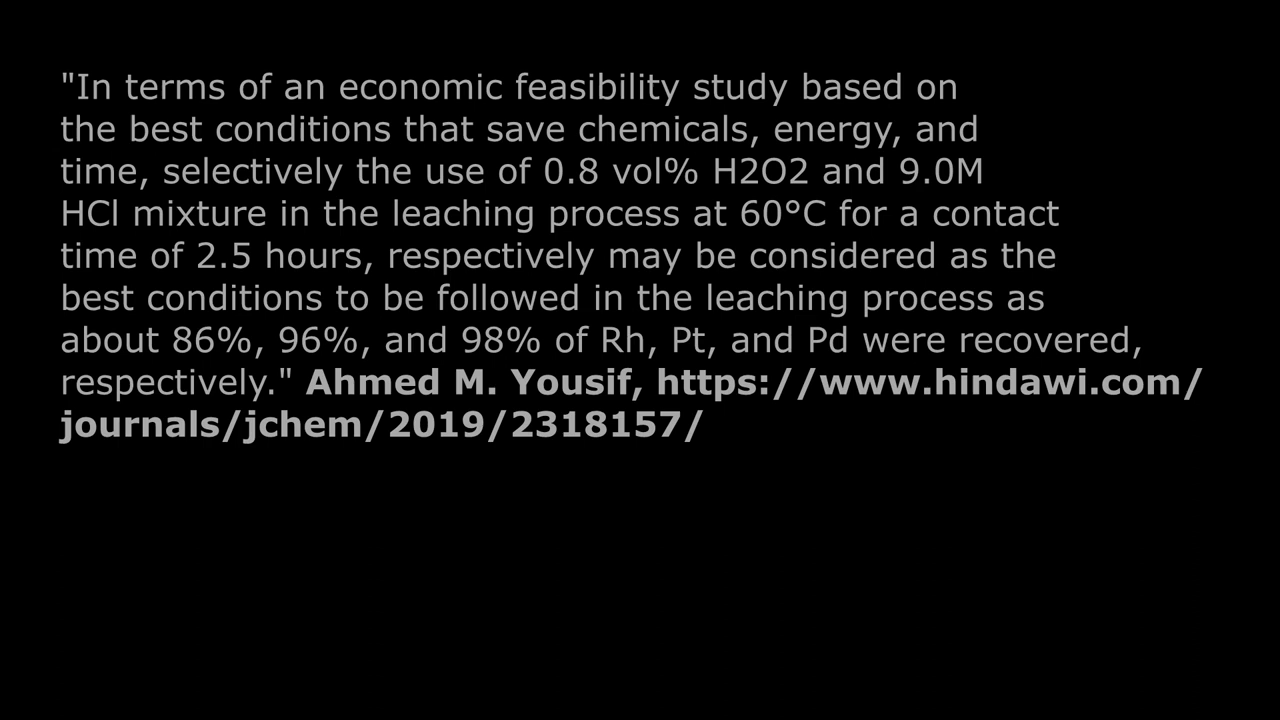 "In terms of an economic feasibility study based on
the best conditions that save chemicals, energy, and
time, selectively the use of 0.8 vol% H2O2 and 9.0M
HCl mixture in the leaching process at 60°C for a contact
time of 2.5 hours, respectively may be considered as the
best conditions to be followed in the leaching process as
about 86%, 96%, and 98% of Rh, Pt, and Pd were recovered,
respectively." Ahmed M. Yousif, https://www.hindawi.com/
journals/jchem/2019/2318157/